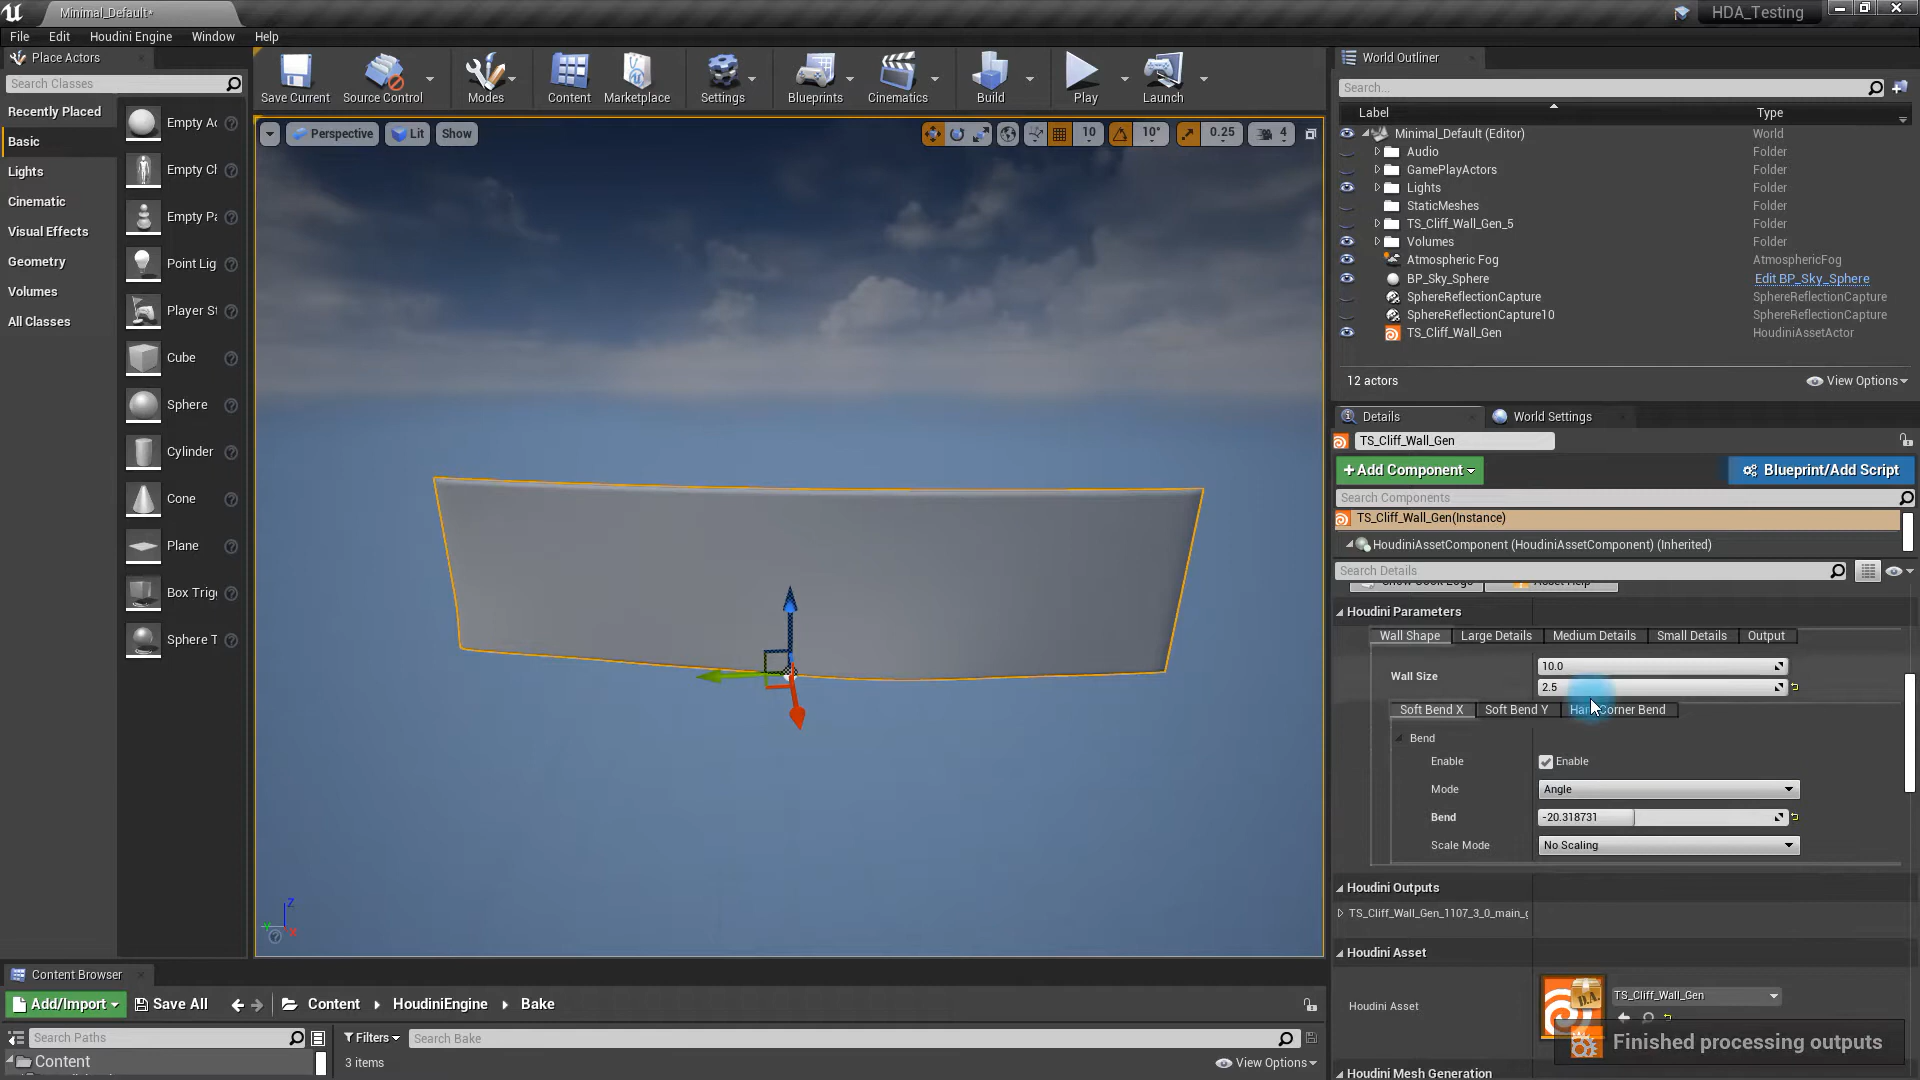 Minimal_Default*
HDA_Testing
File Edit Houdini Engine Window Help
Place Actors
Search Classes
Recently Placed
Basic
Lights
Cinematic
Visual Effects
Geometry
Volumes
All Classes
Empty Ac
Empty Ch
Empty Pa
Point Lig
Player St
Cube
Sphere
Cylinder
Cone
Plane
Box Trigg
Sphere T
Save Current Source Control Modes Content Marketplace Settings Blueprints Cinematics Build Play Launch
Perspective Lit Show 10 10° 0.25 4
Z
Y
X
World Outliner
Search...
Label Type
Minimal_Default (Editor) World
Audio Folder
GamePlayActors Folder
Lights Folder
StaticMeshes Folder
TS_Cliff_Wall_Gen_5 Folder
Volumes Folder
Atmospheric Fog AtmosphericFog
BP_Sky_Sphere Edit BP_Sky_Sphere
SphereReflectionCapture SphereReflectionCapture
SphereReflectionCapture10 SphereReflectionCapture
TS_Cliff_Wall_Gen HoudiniAssetActor
12 actors View Options
Details World Settings
TS_Cliff_Wall_Gen
+Add Component Blueprint/Add Script
Search Components
TS_Cliff_Wall_Gen(Instance)
HoudiniAssetComponent (HoudiniAssetComponent) (Inherited)
Search Details
Houdini Parameters
Wall Shape Large Details Medium Details Small Details Output
Wall Size 10.0
2.5
Soft Bend X Soft Bend Y Hard Corner Bend
Bend
Enable Enable
Mode Angle
Bend -20.318731
Scale Mode No Scaling
Houdini Outputs
TS_Cliff_Wall_Gen_1107_3_0_main_g
Houdini Asset
Houdini Asset TS_Cliff_Wall_Gen
D.A.
Finished processing outputs
Houdini Mesh Generation
Content Browser
Add/Import Save All Content HoudiniEngine Bake
Search Paths Filters Search Bake
Content 3 items View Options